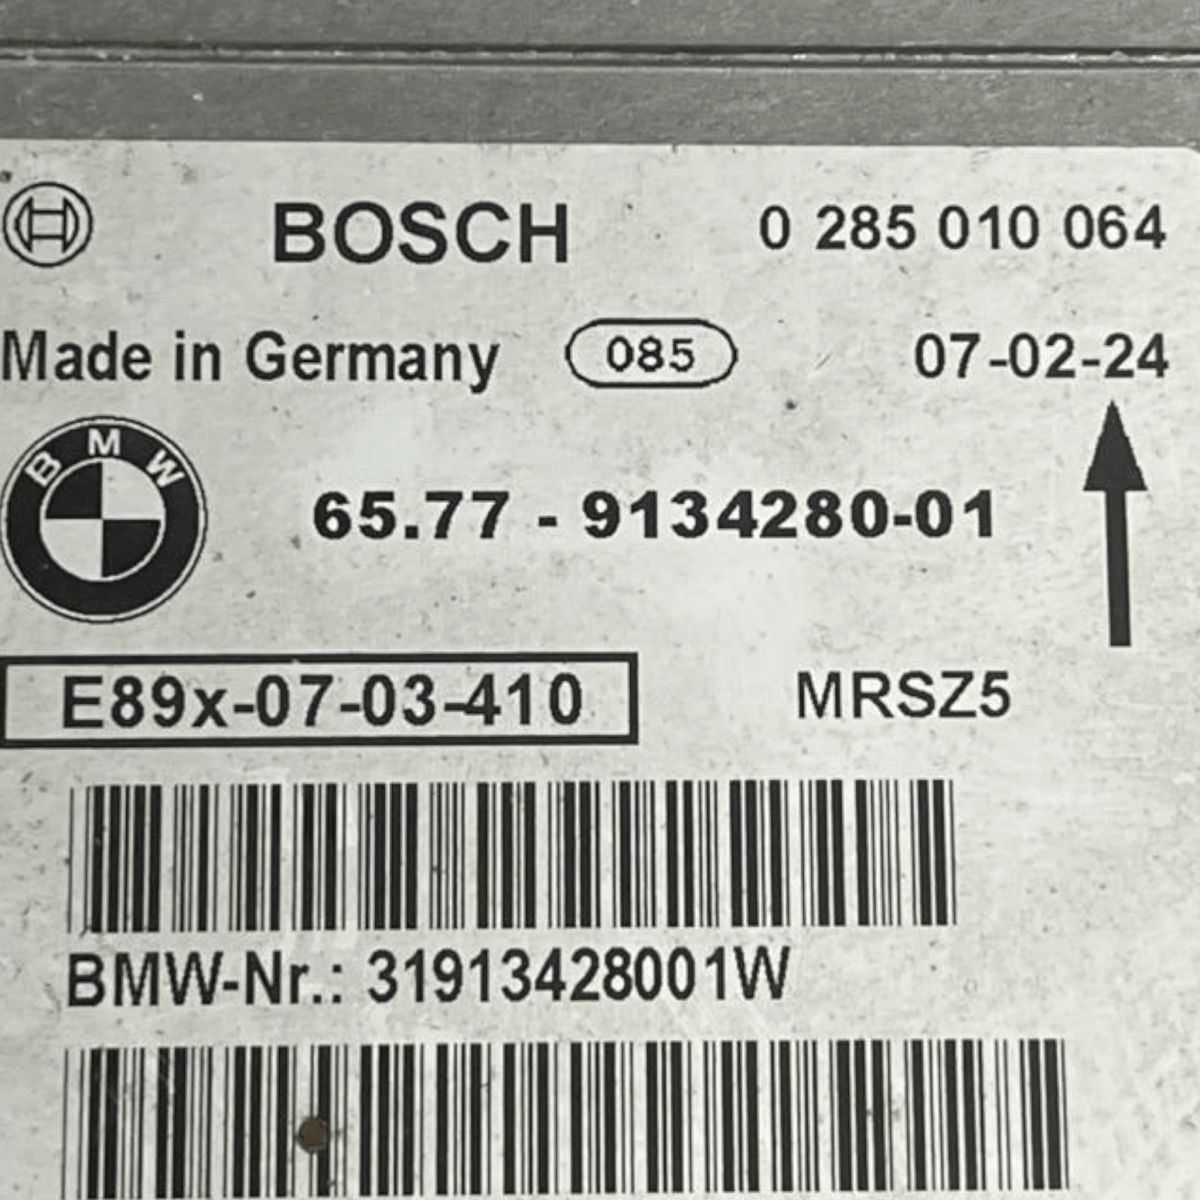 BOSCH 0 285 010 064
Made in Germany 085 07-02-24
BMW
65.77 - 9134280-01
E89x-07-03-410 MRSZ5
BMW-Nr.: 31913428001W